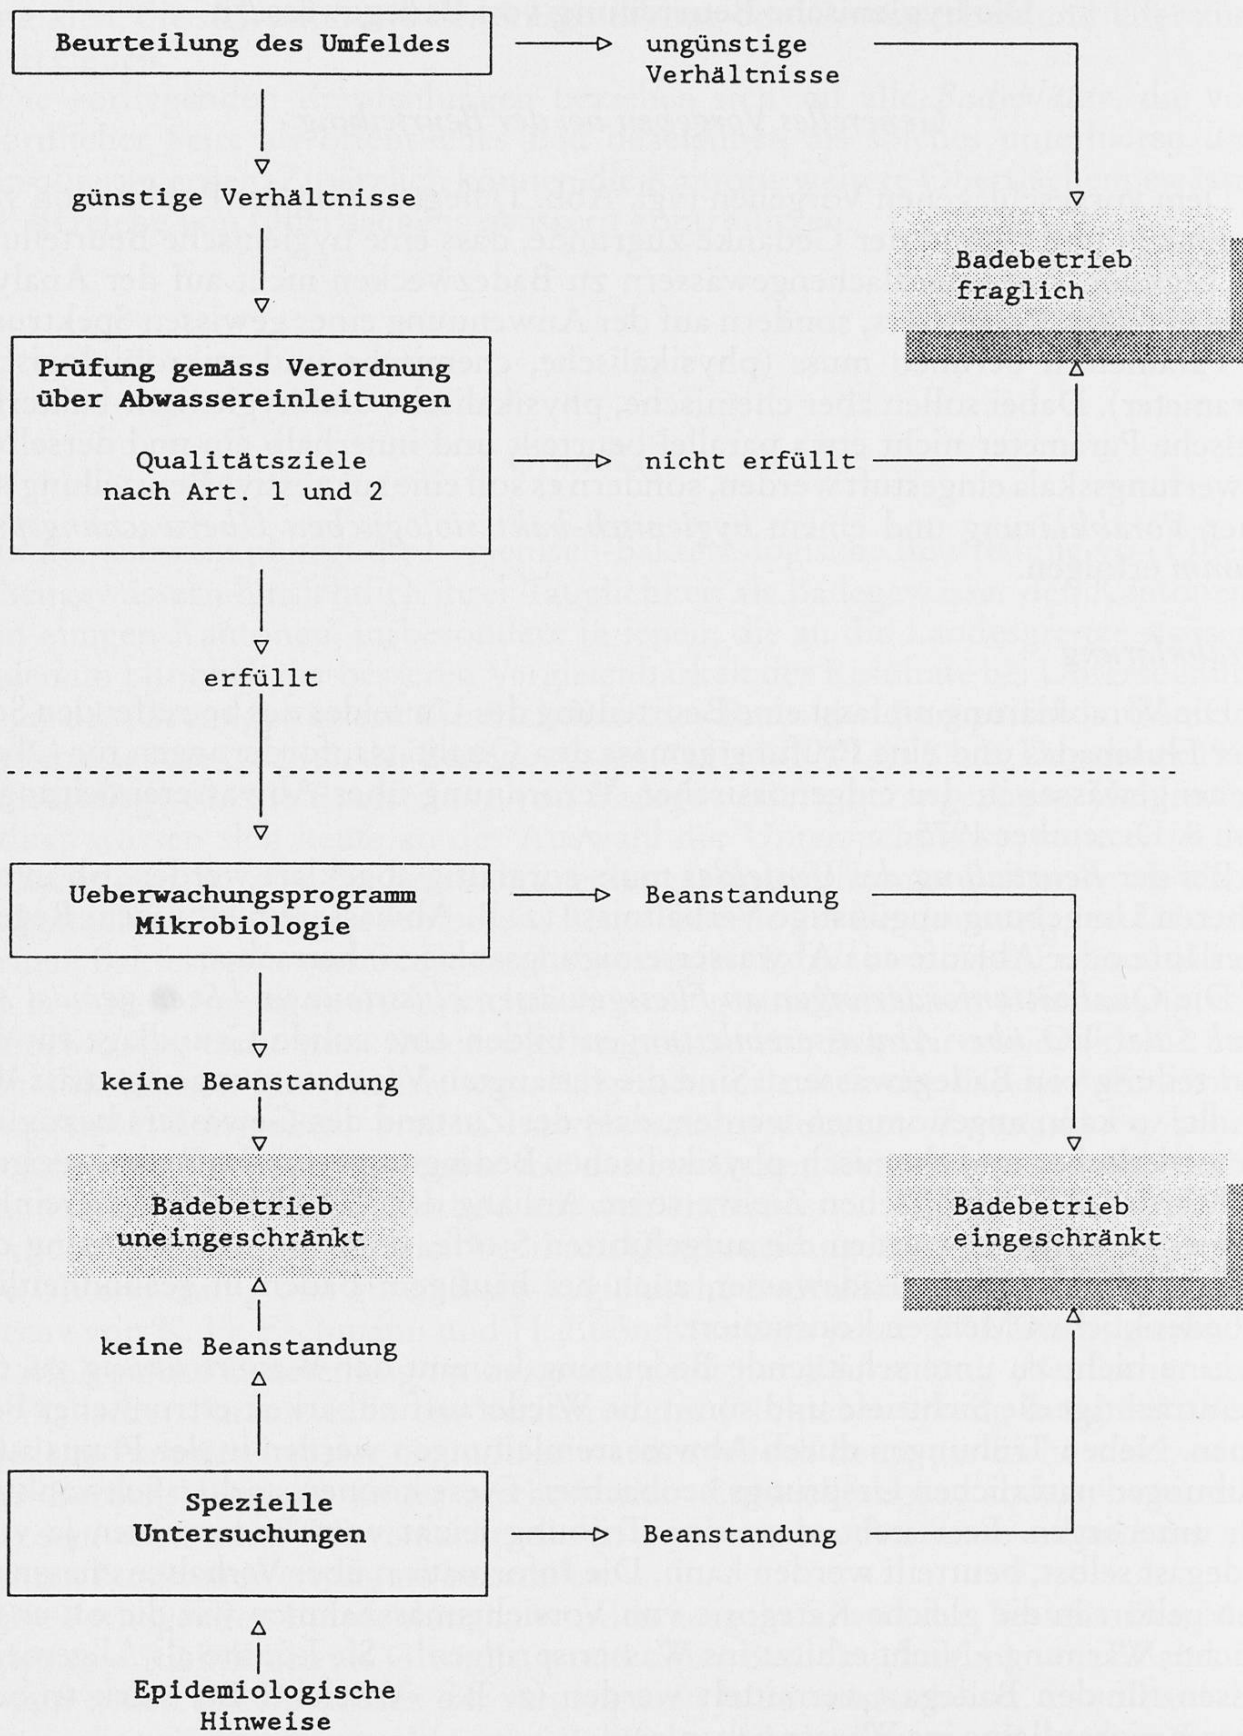 Beurteilung des Umfeldes
ungünstige
Verhältnisse
günstige Verhältnisse
Badebetrieb
fraglich
Prüfung gemäss Verordnung
über Abwassereinleitungen
Qualitätsziele
nach Art. 1 und 2
nicht erfüllt
erfüllt
Ueberwachungsprogramm
Mikrobiologie
Beanstandung
keine Beanstandung
Badebetrieb
uneingeschränkt
Badebetrieb
eingeschränkt
keine Beanstandung
Spezielle
Untersuchungen
Beanstandung
Epidemiologische
Hinweise